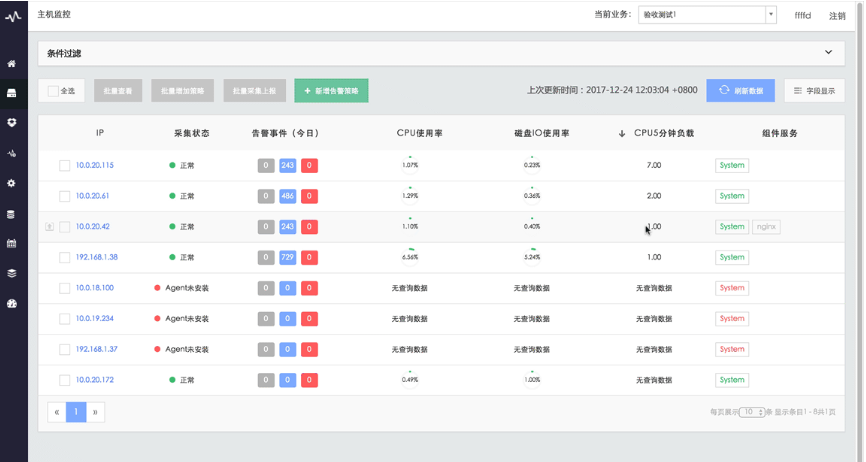 主机监控 当前业务： 验收测试1 ffffd 注销
条件过滤
全选 批量查看 批量增加策略 批量采集上报 + 新增告警策略 上次更新时间：2017-12-24 12:03:04 +0800 刷新数据 字段显示
IP 采集状态 告警事件（今日） CPU使用率 磁盘IO使用率 ↓ CPU5分钟负载 组件服务
10.0.20.115 正常 0 243 0 1.07% 0.23% 7.00 System
10.0.20.61 正常 0 486 0 1.29% 0.36% 2.00 System
10.0.20.42 正常 0 243 0 1.10% 0.40% 1.00 System nginx
192.168.1.38 正常 0 729 0 6.56% 5.24% 1.00 System
10.0.18.100 Agent未安装 0 0 0 无查询数据 无查询数据 无查询数据 System
10.0.19.234 Agent未安装 0 0 0 无查询数据 无查询数据 无查询数据 System
192.168.1.37 Agent未安装 0 0 0 无查询数据 无查询数据 无查询数据 System
10.0.20.172 正常 0 0 0 0.49% 1.00% 无查询数据 System
« 1 » 每页展示 10 条 显示条目1 - 8共1页